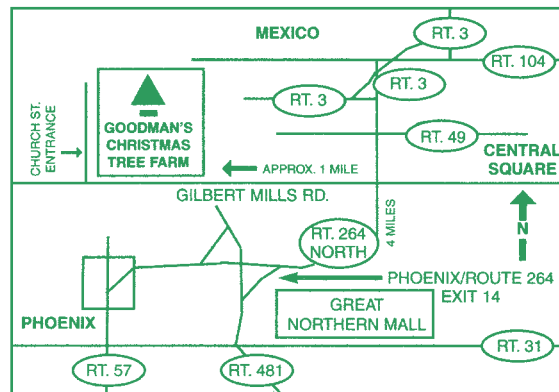 MEXICO
RT. 3
RT. 104
RT. 3
RT. 3
GOODMAN'S
CHRISTMAS
TREE FARM
CHURCH ST.
ENTRANCE
RT. 49
CENTRAL
SQUARE
APPROX. 1 MILE
GILBERT MILLS RD.
4 MILES
RT. 264
NORTH
N
PHOENIX/ROUTE 264
EXIT 14
GREAT
NORTHERN MALL
PHOENIX
RT. 31
RT. 57
RT. 481